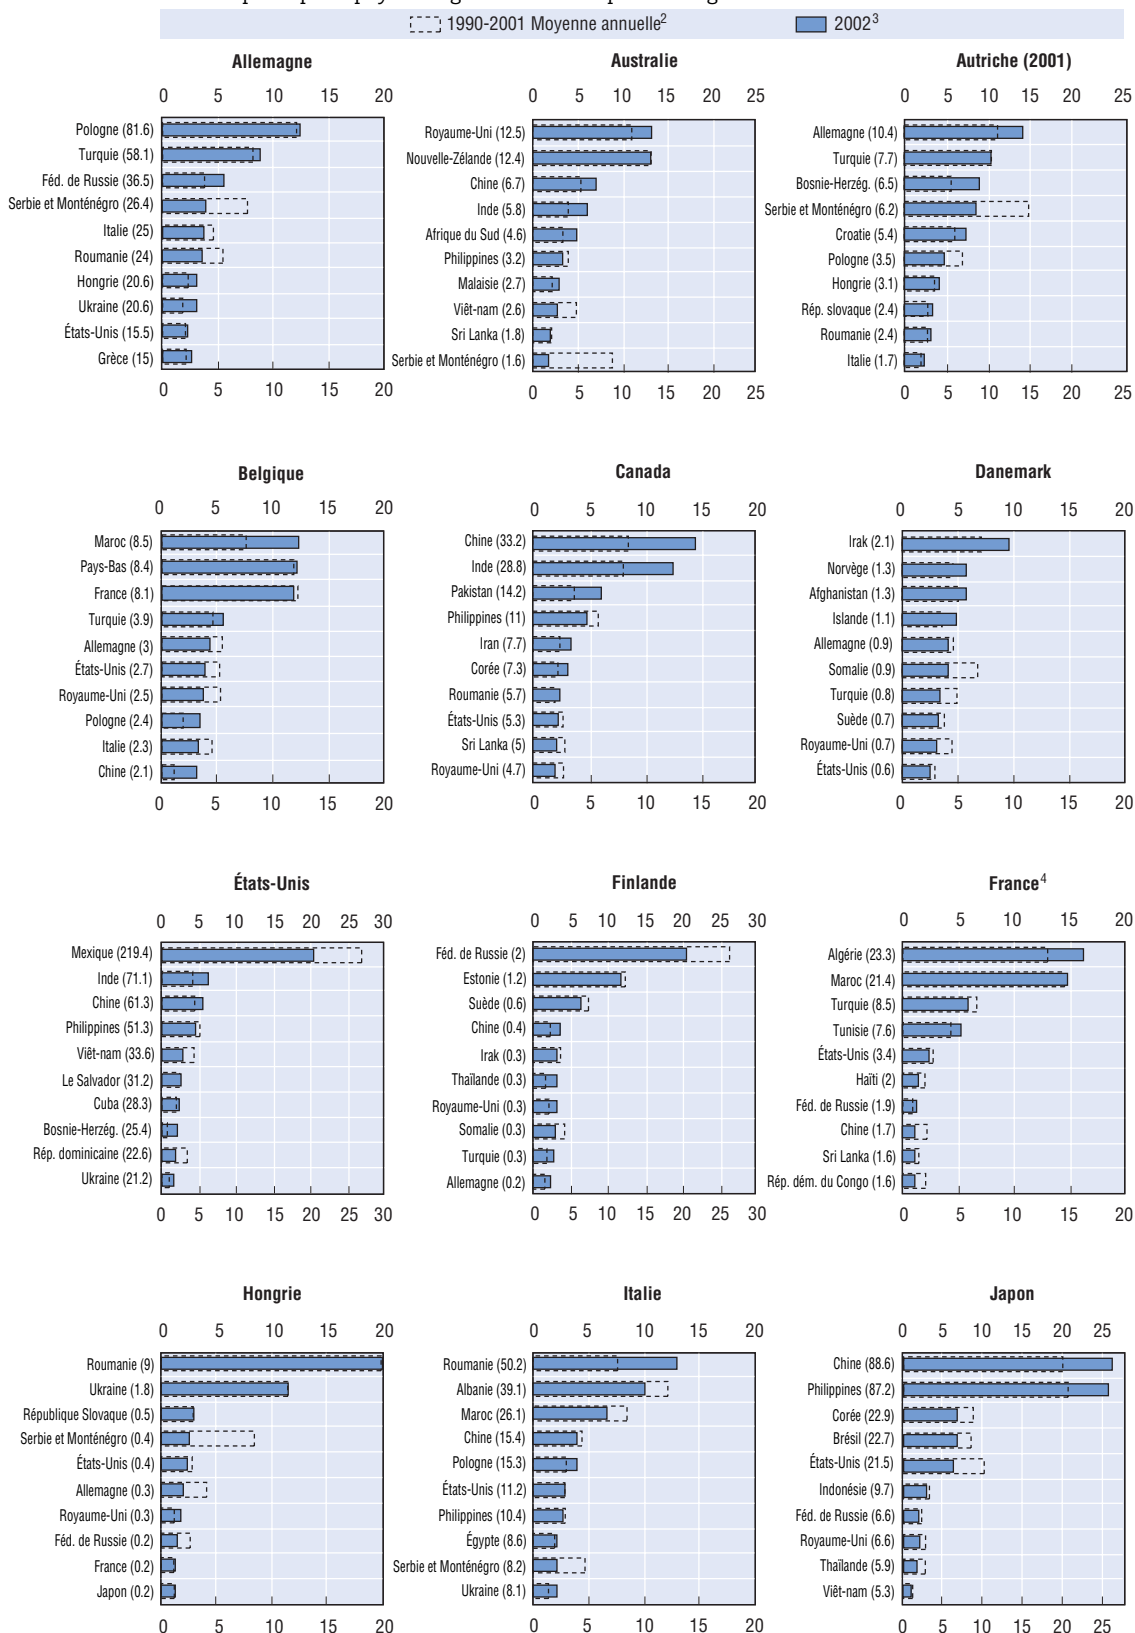 1990-2001 Moyenne annuelle2
20023
Allemagne
0 5 10 15 20
Pologne (81.6)
Turquie (58.1)
Féd. de Russie (36.5)
Serbie et Monténégro (26.4)
Italie (25)
Roumanie (24)
Hongrie (20.6)
Ukraine (20.6)
États-Unis (15.5)
Grèce (15)
0 5 10 15 20
Australie
0 5 10 15 20 25
Royaume-Uni (12.5)
Nouvelle-Zélande (12.4)
Chine (6.7)
Inde (5.8)
Afrique du Sud (4.6)
Philippines (3.2)
Malaisie (2.7)
Viêt-nam (2.6)
Sri Lanka (1.8)
Serbie et Monténégro (1.6)
0 5 10 15 20 25
Autriche (2001)
0 5 10 15 20 25
Allemagne (10.4)
Turquie (7.7)
Bosnie-Herzég. (6.5)
Serbie et Monténégro (6.2)
Croatie (5.4)
Pologne (3.5)
Hongrie (3.1)
Rép. slovaque (2.4)
Roumanie (2.4)
Italie (1.7)
0 5 10 15 20 25
Belgique
0 5 10 15 20
Maroc (8.5)
Pays-Bas (8.4)
France (8.1)
Turquie (3.9)
Allemagne (3)
États-Unis (2.7)
Royaume-Uni (2.5)
Pologne (2.4)
Italie (2.3)
Chine (2.1)
0 5 10 15 20
Canada
0 5 10 15 20
Chine (33.2)
Inde (28.8)
Pakistan (14.2)
Philippines (11)
Iran (7.7)
Corée (7.3)
Roumanie (5.7)
États-Unis (5.3)
Sri Lanka (5)
Royaume-Uni (4.7)
0 5 10 15 20
Danemark
0 5 10 15 20
Irak (2.1)
Norvège (1.3)
Afghanistan (1.3)
Islande (1.1)
Allemagne (0.9)
Somalie (0.9)
Turquie (0.8)
Suède (0.7)
Royaume-Uni (0.7)
États-Unis (0.6)
0 5 10 15 20
États-Unis
0 5 10 15 20 25 30
Mexique (219.4)
Inde (71.1)
Chine (61.3)
Philippines (51.3)
Viêt-nam (33.6)
Le Salvador (31.2)
Cuba (28.3)
Bosnie-Herzég. (25.4)
Rép. dominicaine (22.6)
Ukraine (21.2)
0 5 10 15 20 25 30
Finlande
0 5 10 15 20 25 30
Féd. de Russie (2)
Estonie (1.2)
Suède (0.6)
Chine (0.4)
Irak (0.3)
Thaïlande (0.3)
Royaume-Uni (0.3)
Somalie (0.3)
Turquie (0.3)
Allemagne (0.2)
0 5 10 15 20 25 30
France4
0 5 10 15 20
Algérie (23.3)
Maroc (21.4)
Turquie (8.5)
Tunisie (7.6)
États-Unis (3.4)
Haïti (2)
Féd. de Russie (1.9)
Chine (1.7)
Sri Lanka (1.6)
Rép. dém. du Congo (1.6)
0 5 10 15 20
Hongrie
0 5 10 15 20
Roumanie (9)
Ukraine (1.8)
République Slovaque (0.5)
Serbie et Monténégro (0.4)
États-Unis (0.4)
Allemagne (0.3)
Royaume-Uni (0.3)
Féd. de Russie (0.2)
France (0.2)
Japon (0.2)
0 5 10 15 20
Italie
0 5 10 15 20
Roumanie (50.2)
Albanie (39.1)
Maroc (26.1)
Chine (15.4)
Pologne (15.3)
États-Unis (11.2)
Philippines (10.4)
Égypte (8.6)
Serbie et Monténégro (8.2)
Ukraine (8.1)
0 5 10 15 20
Japon
0 5 10 15 20 25
Chine (88.6)
Philippines (87.2)
Corée (22.9)
Brésil (22.7)
États-Unis (21.5)
Indonésie (9.7)
Féd. de Russie (6.6)
Royaume-Uni (6.6)
Thaïlande (5.9)
Viêt-nam (5.3)
0 5 10 15 20 25